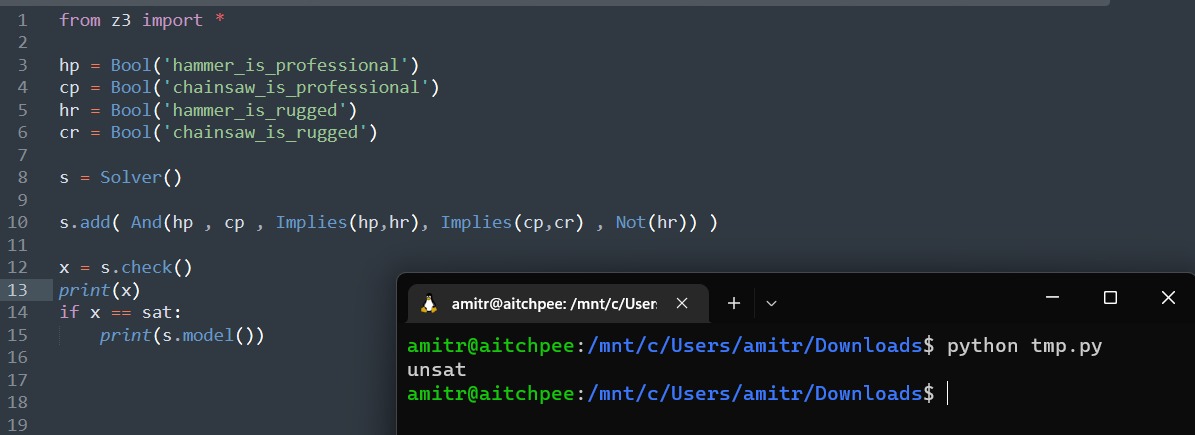 1 from z3 import *
2
3 hp = Bool('hammer_is_professional')
4 cp = Bool('chainsaw_is_professional')
5 hr = Bool('hammer_is_rugged')
6 cr = Bool('chainsaw_is_rugged')
7
8 s = Solver()
9
10 s.add( And(hp , cp , Implies(hp,hr), Implies(cp,cr) , Not(hr)) )
11
12 x = s.check()
13 print(x)
14 if x == sat:
15     print(s.model())
16
17
18
19
amitr@aitchpee: /mnt/c/User
amitr@aitchpee:/mnt/c/Users/amitr/Downloads$ python tmp.py
unsat
amitr@aitchpee:/mnt/c/Users/amitr/Downloads$